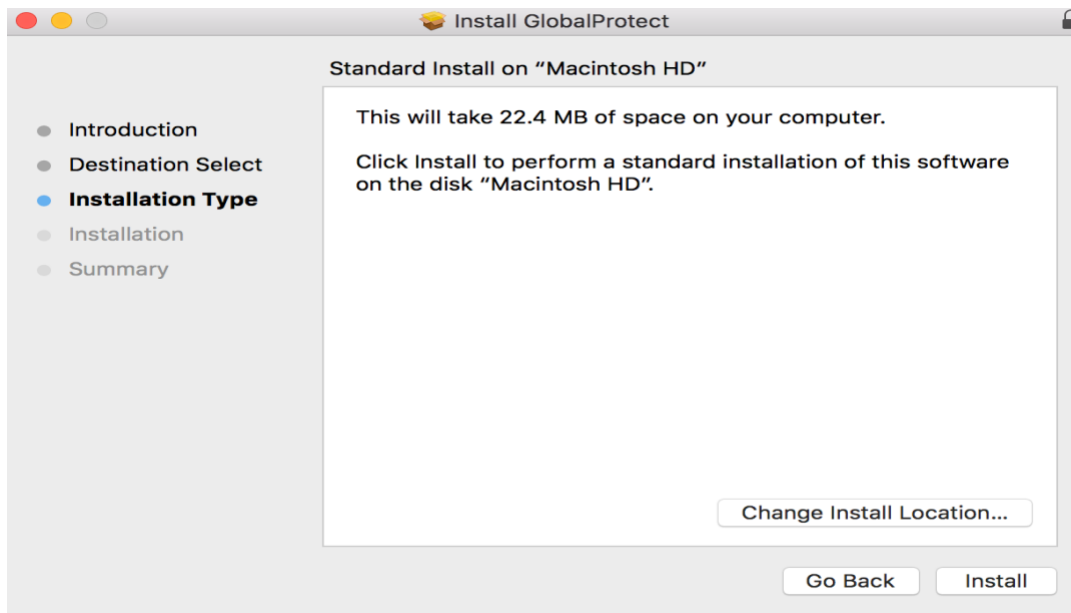 Install GlobalProtect
Standard Install on “Macintosh HD”
Introduction
Destination Select
Installation Type
Installation
Summary
This will take 22.4 MB of space on your computer.
Click Install to perform a standard installation of this software
on the disk “Macintosh HD”.
Change Install Location...
Go Back
Install